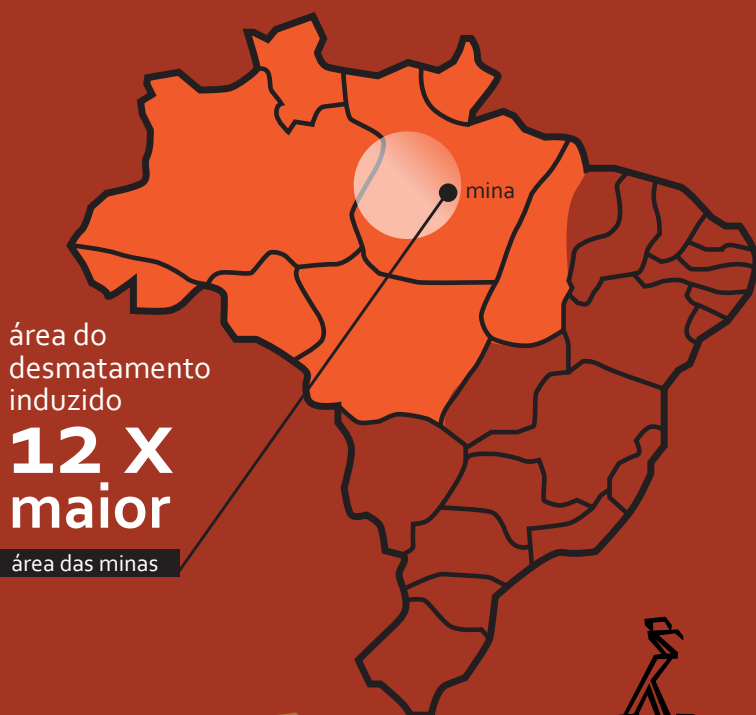 mina
área do
desmatamento
induzido
12 X
maior
área das minas